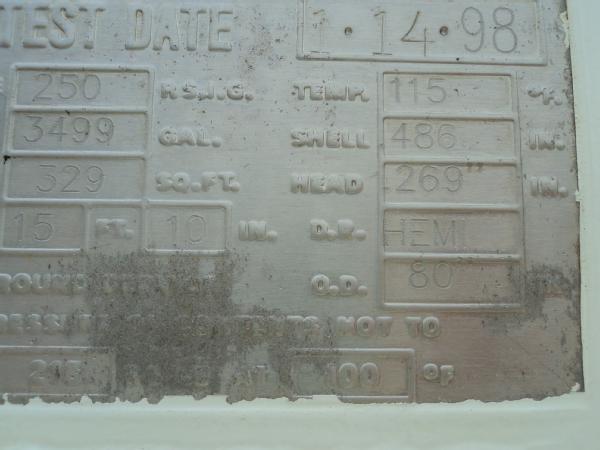 TEST DATE 1·14·98
250 P.S.I.G. TEMP. 115 °F.
3499 GAL. SHELL .486 IN.
329 SQ.FT. HEAD .269" IN.
15 FT. 10 IN. D.R. HEMI
O.D. 80"
NOT TO
AT 100 °F